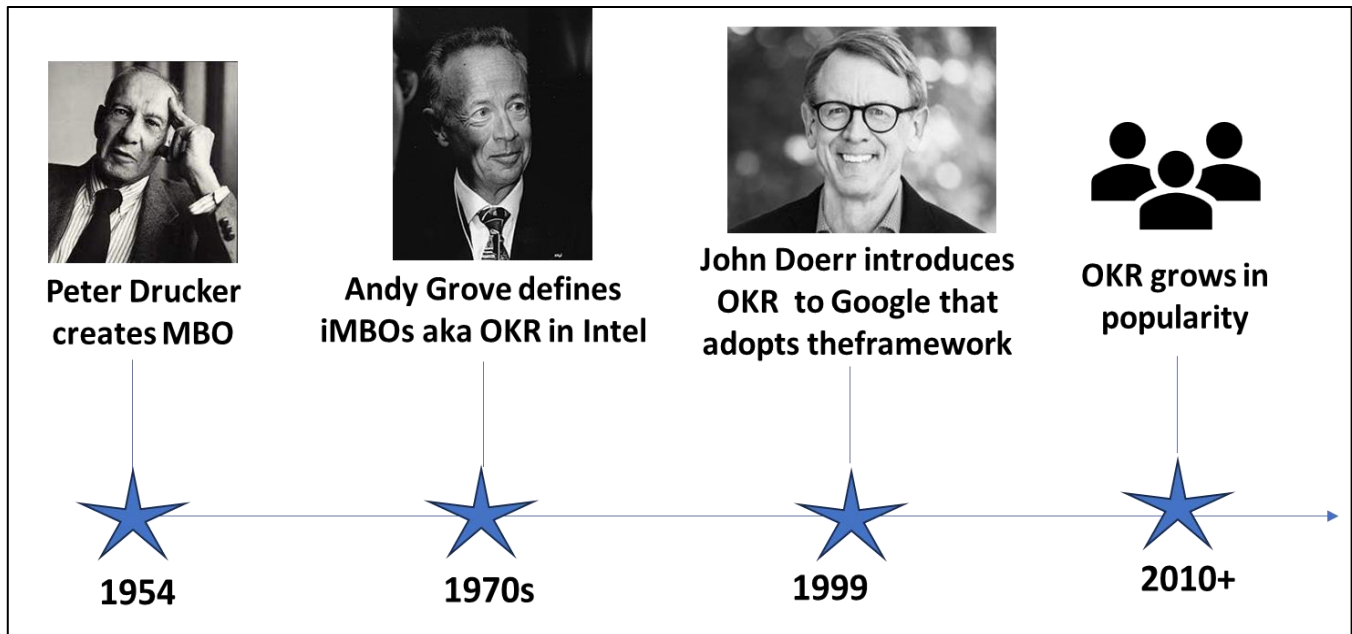 Peter Drucker
creates MBO
Andy Grove defines
iMBOs aka OKR in Intel
John Doerr introduces
OKR to Google that
adopts theframework
OKR grows in
popularity
1954
1970s
1999
2010+